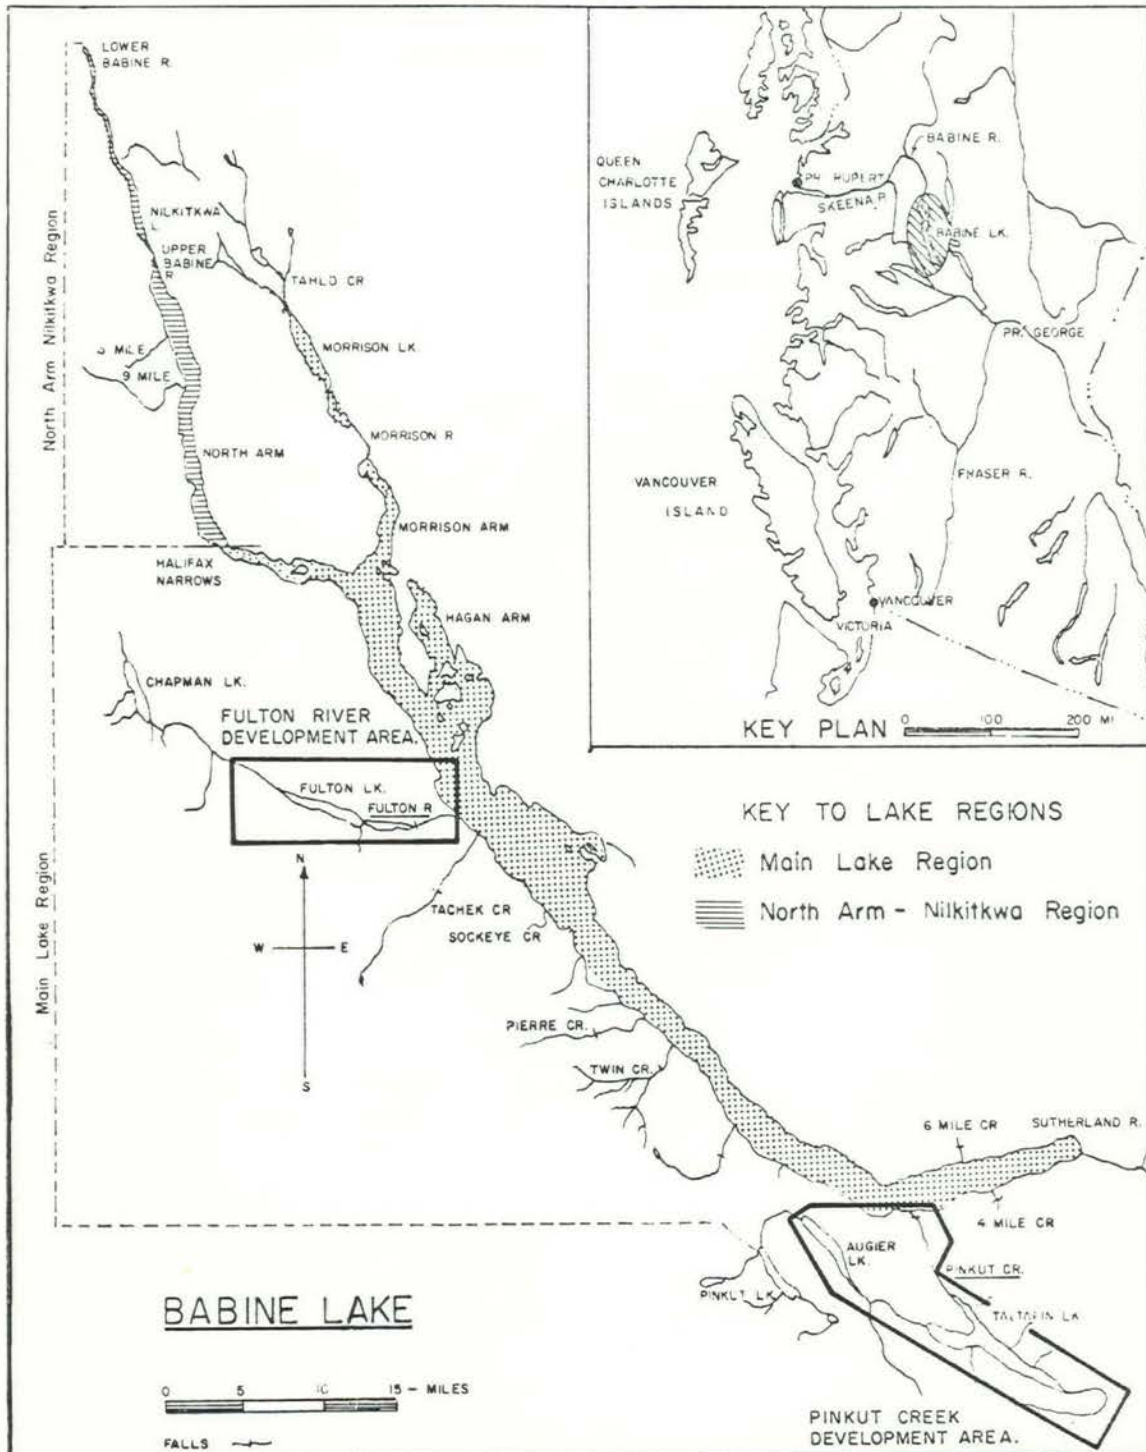 LOWER
BABINE R.
NILKITKWA
L.
UPPER
BABINE
R
TAHLO CR
MORRISON LK.
9 MILE
MORRISON R
NORTH ARM
MORRISON ARM
HALIFAX
NARROWS
HAGAN ARM
North Arm Nilkitkwa Region
Main Lake Region
CHAPMAN LK.
FULTON RIVER
DEVELOPMENT AREA.
FULTON LK.
FULTON R
N
W
E
S
TACHEK CR
SOCKEYE CR
PIERRE CR.
TWIN CR.
6 MILE CR
SUTHERLAND R.
4 MILE CR
AUGIER
LK.
PINKUT CR.
PINKUT LK
LK
PINKUT CREEK
DEVELOPMENT AREA.
QUEEN
CHARLOTTE
ISLANDS
BABINE R.
PR. RUPERT
SKEENA R.
BABINE LK.
PR. GEORGE
VANCOUVER
ISLAND
FRASER R.
VANCOUVER
VICTORIA
KEY PLAN
0 100 200 MI
KEY TO LAKE REGIONS
Main Lake Region
North Arm – Nilkitkwa Region
BABINE LAKE
0 5 10 15 – MILES
FALLS